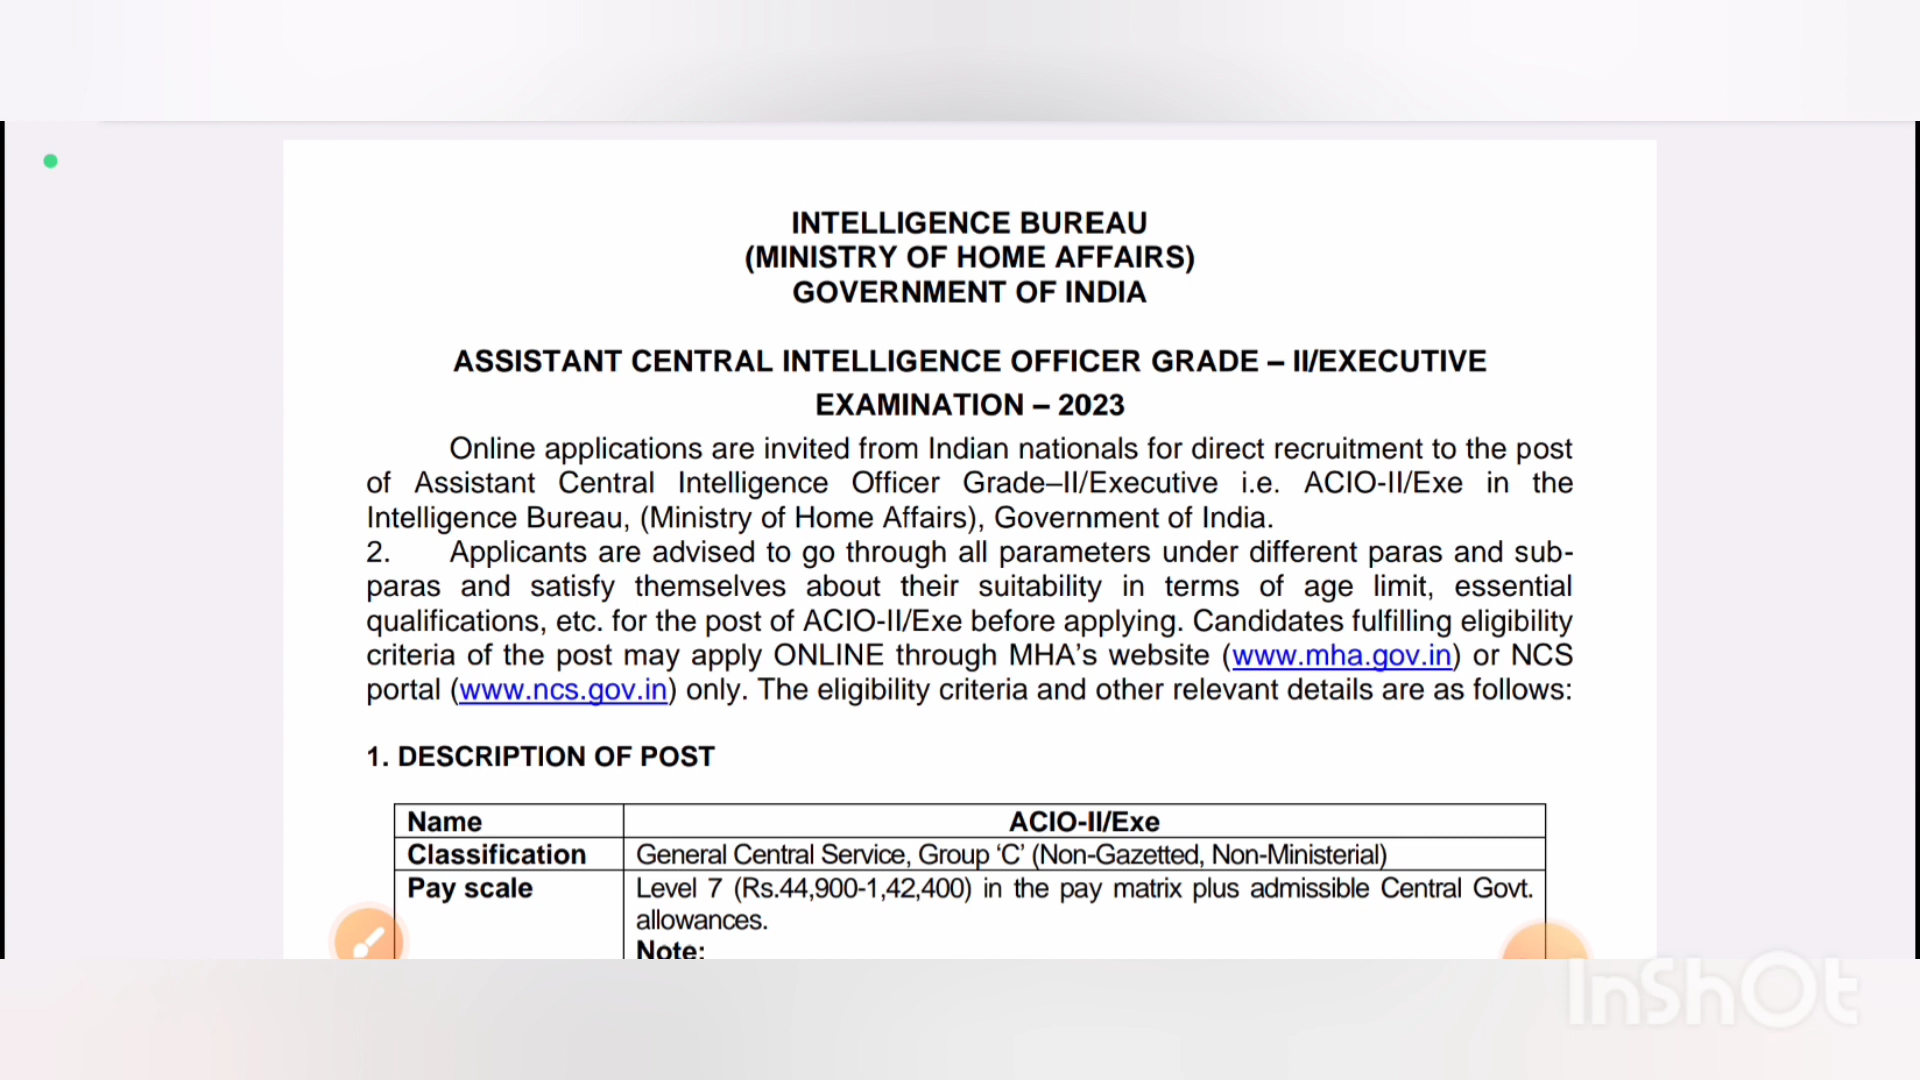 INTELLIGENCE BUREAU
(MINISTRY OF HOME AFFAIRS)
GOVERNMENT OF INDIA
ASSISTANT CENTRAL INTELLIGENCE OFFICER GRADE – II/EXECUTIVE
EXAMINATION – 2023
Online applications are invited from Indian nationals for direct recruitment to the post
of Assistant Central Intelligence Officer Grade–II/Executive i.e. ACIO-II/Exe in the
Intelligence Bureau, (Ministry of Home Affairs), Government of India.
2. Applicants are advised to go through all parameters under different paras and sub-
paras and satisfy themselves about their suitability in terms of age limit, essential
qualifications, etc. for the post of ACIO-II/Exe before applying. Candidates fulfilling eligibility
criteria of the post may apply ONLINE through MHA’s website (www.mha.gov.in) or NCS
portal (www.ncs.gov.in) only. The eligibility criteria and other relevant details are as follows:
1. DESCRIPTION OF POST
Name ACIO-II/Exe
Classification General Central Service, Group ‘C’ (Non-Gazetted, Non-Ministerial)
Pay scale Level 7 (Rs.44,900-1,42,400) in the pay matrix plus admissible Central Govt.
allowances.
Note:
InShOt